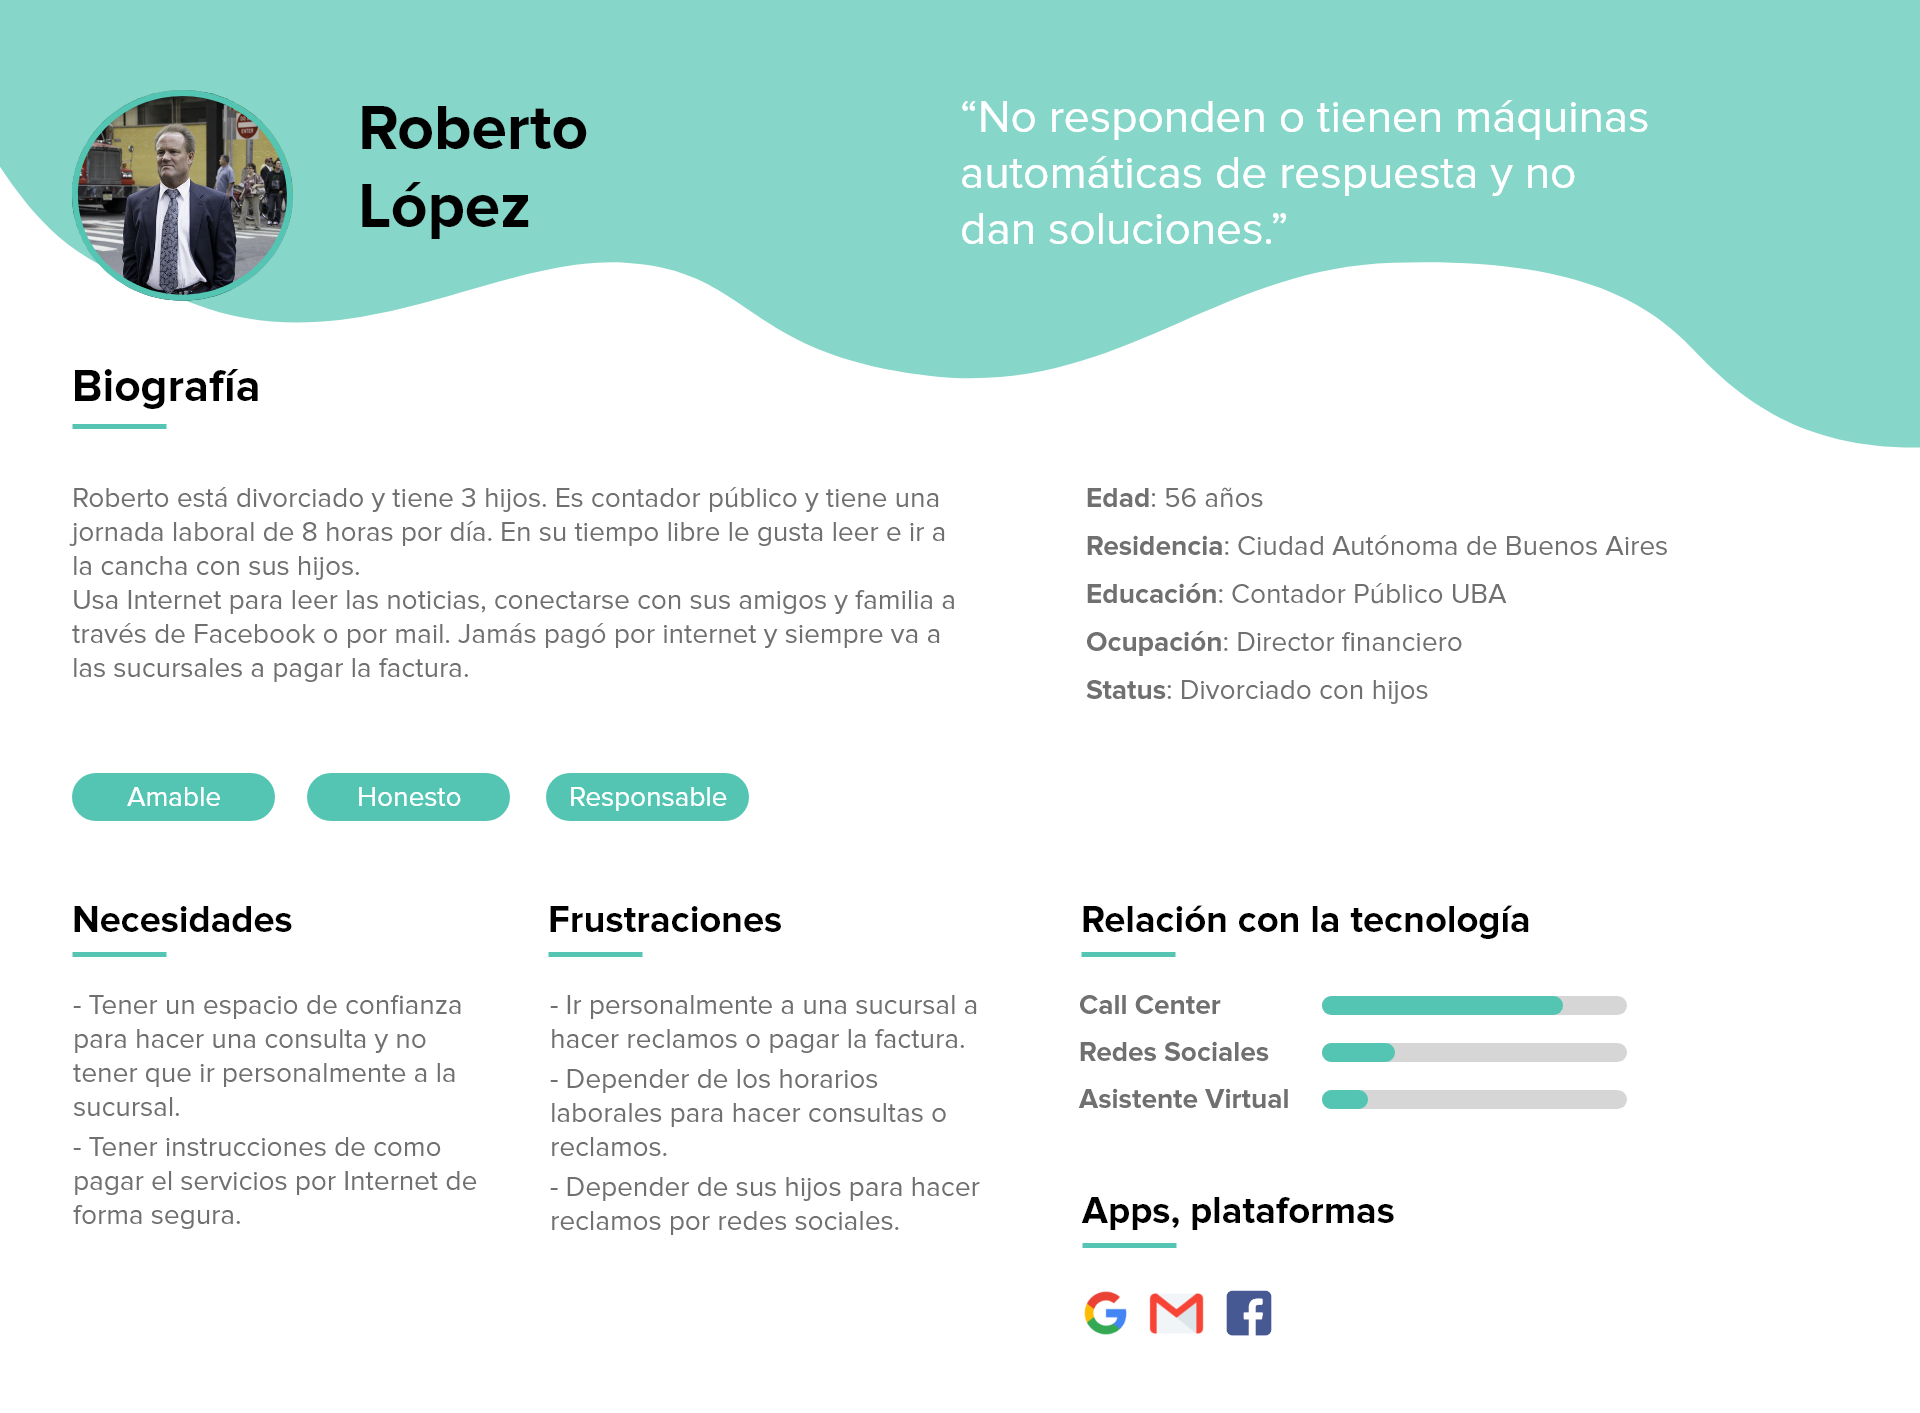 Roberto
López
“No responden o tienen máquinas
automáticas de respuesta y no
dan soluciones.”
Biografía
Roberto está divorciado y tiene 3 hijos. Es contador público y tiene una
jornada laboral de 8 horas por día. En su tiempo libre le gusta leer e ir a
la cancha con sus hijos.
Usa Internet para leer las noticias, conectarse con sus amigos y familia a
través de Facebook o por mail. Jamás pagó por internet y siempre va a
las sucursales a pagar la factura.
Edad: 56 años
Residencia: Ciudad Autónoma de Buenos Aires
Educación: Contador Público UBA
Ocupación: Director financiero
Status: Divorciado con hijos
Amable
Honesto
Responsable
Necesidades
- Tener un espacio de confianza
para hacer una consulta y no
tener que ir personalmente a la
sucursal.
- Tener instrucciones de como
pagar el servicios por Internet de
forma segura.
Frustraciones
- Ir personalmente a una sucursal a
hacer reclamos o pagar la factura.
- Depender de los horarios
laborales para hacer consultas o
reclamos.
- Depender de sus hijos para hacer
reclamos por redes sociales.
Relación con la tecnología
Call Center
Redes Sociales
Asistente Virtual
Apps, plataformas